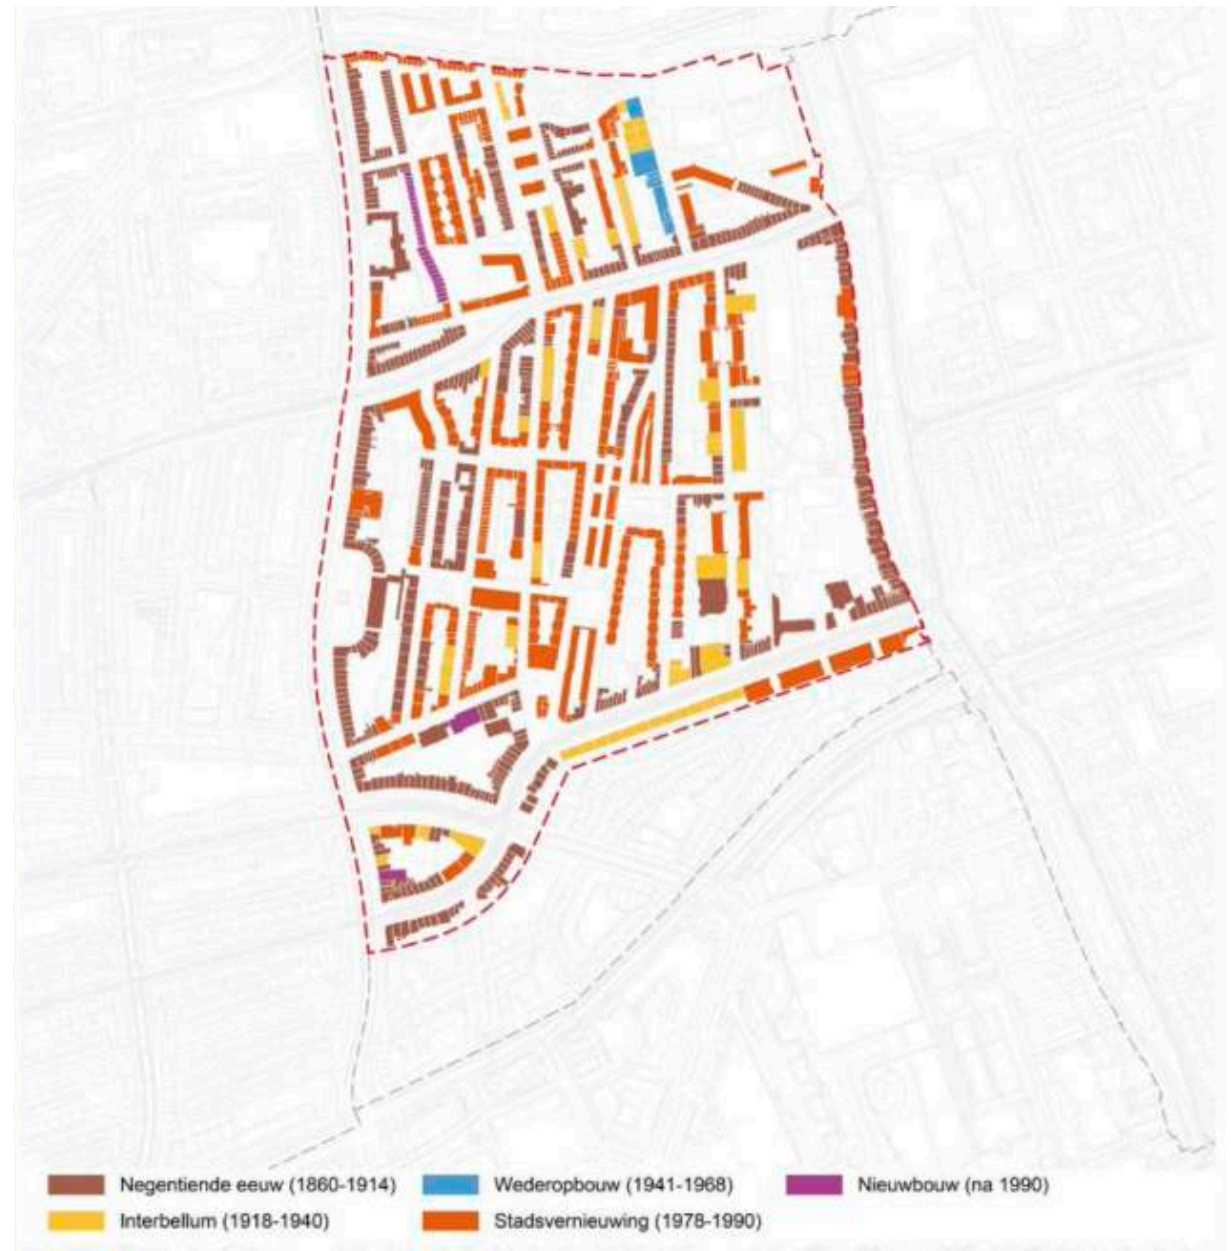 Negentiende eeuw (1860-1914)
Wederopbouw (1941-1968)
Nieuwbouw (na 1990)
Interbellum (1918-1940)
Stadsvernieuwing (1978-1990)